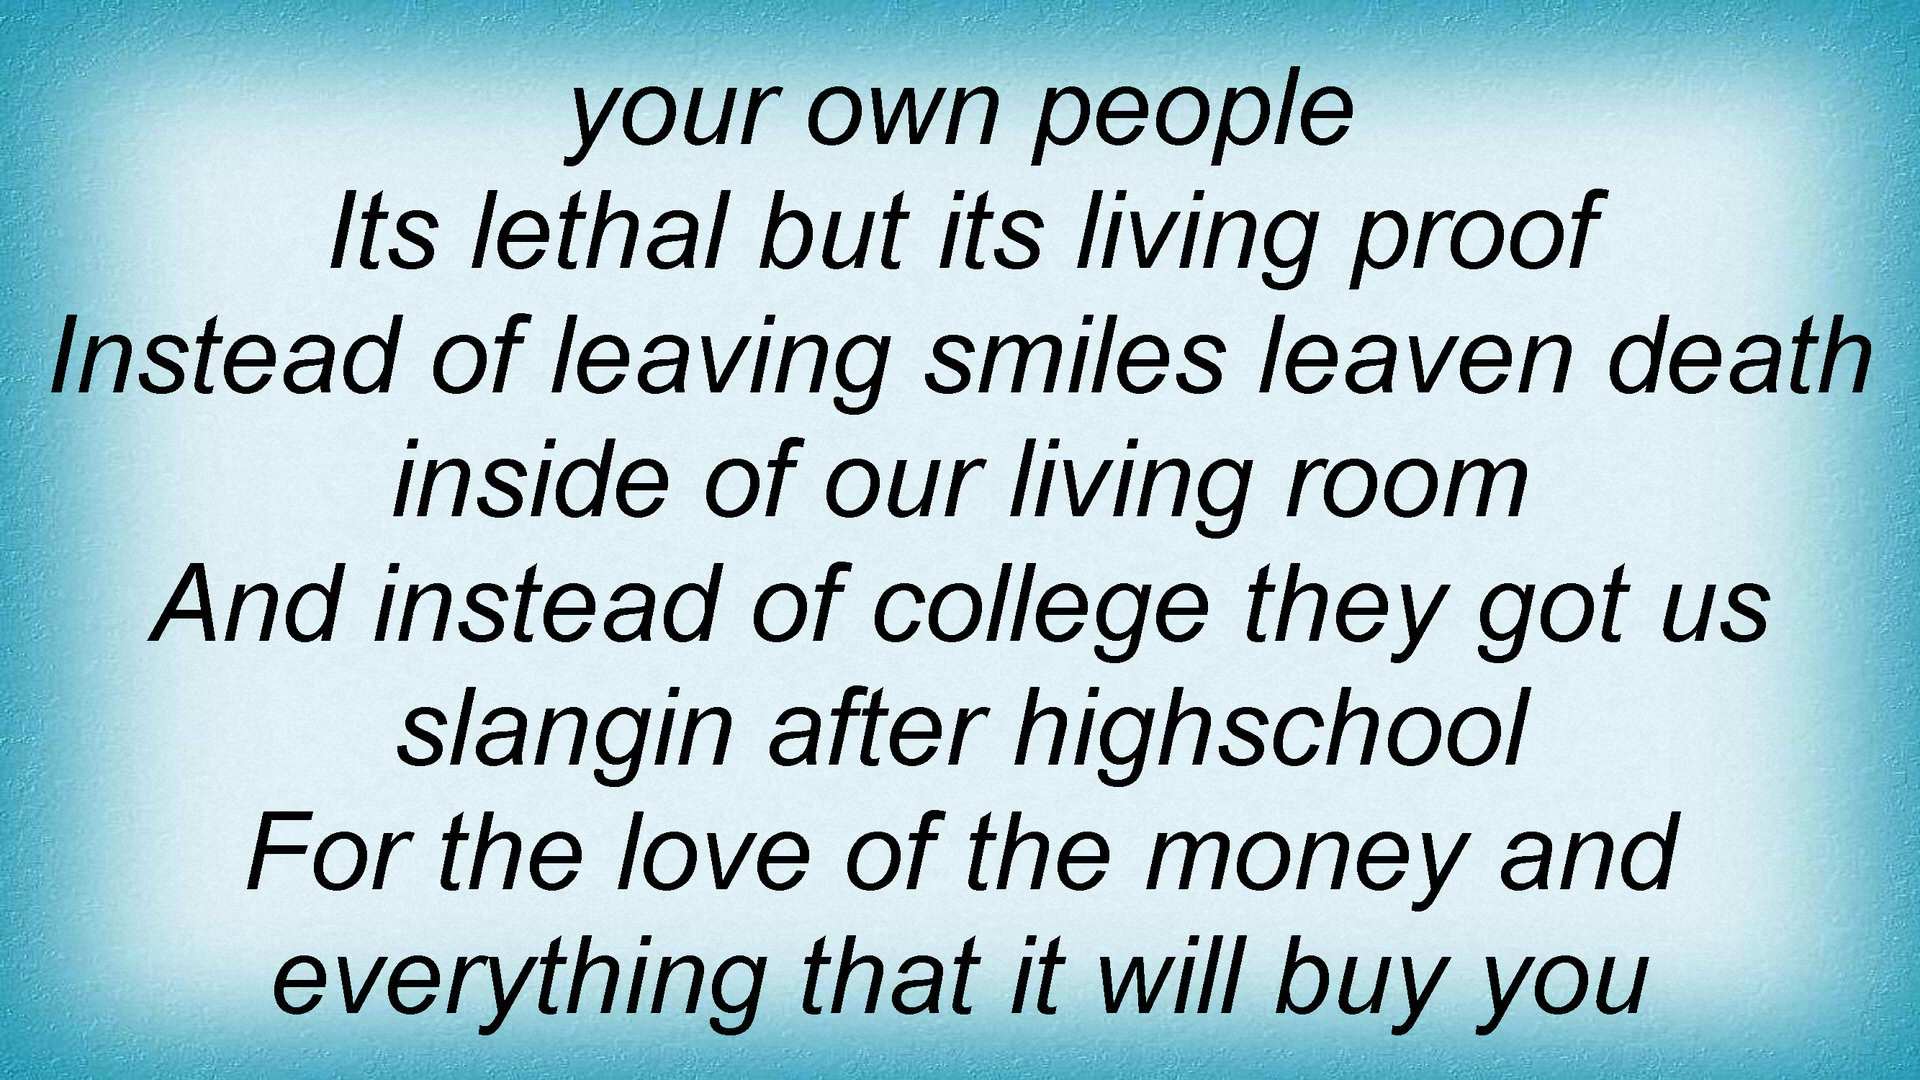 your own people
Its lethal but its living proof
Instead of leaving smiles leaven death
inside of our living room
And instead of college they got us
slangin after highschool
For the love of the money and
everything that it will buy you